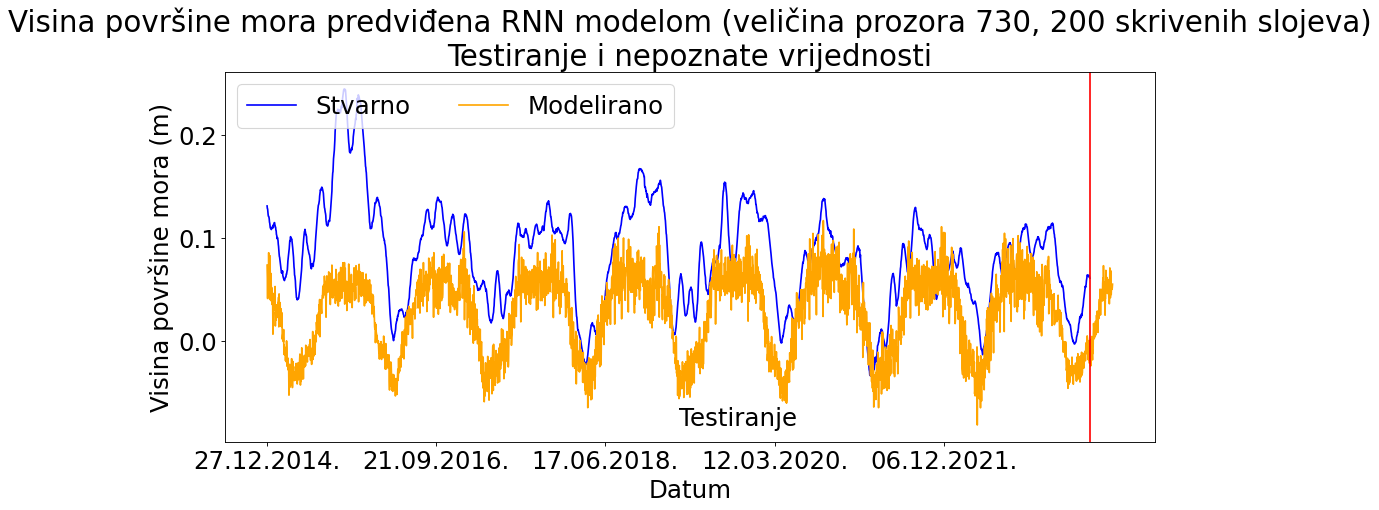 Visina površine mora predviđena RNN modelom (veličina prozora 730, 200 skrivenih slojeva)
Testiranje i nepoznate vrijednosti
Stvarno Modelirano
Visina površine mora (m)
0.2
0.1
0.0
Testiranje
27.12.2014. 21.09.2016. 17.06.2018. 12.03.2020. 06.12.2021.
Datum